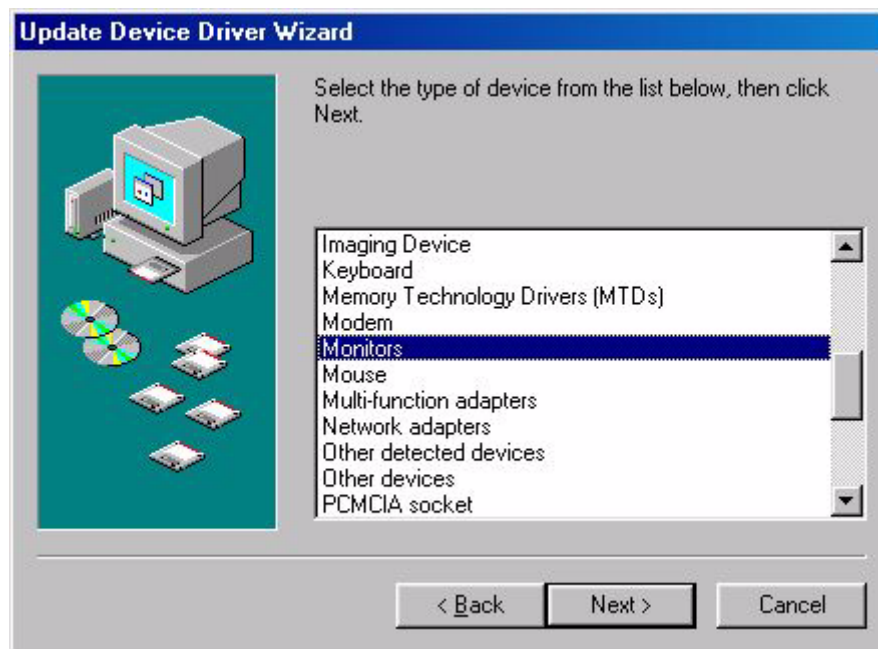 Update Device Driver Wizard
Select the type of device from the list below, then click
Next.
Imaging Device
Keyboard
Memory Technology Drivers (MTDs)
Modem
Monitors
Mouse
Multi-function adapters
Network adapters
Other detected devices
Other devices
PCMCIA socket
< Back
Next >
Cancel